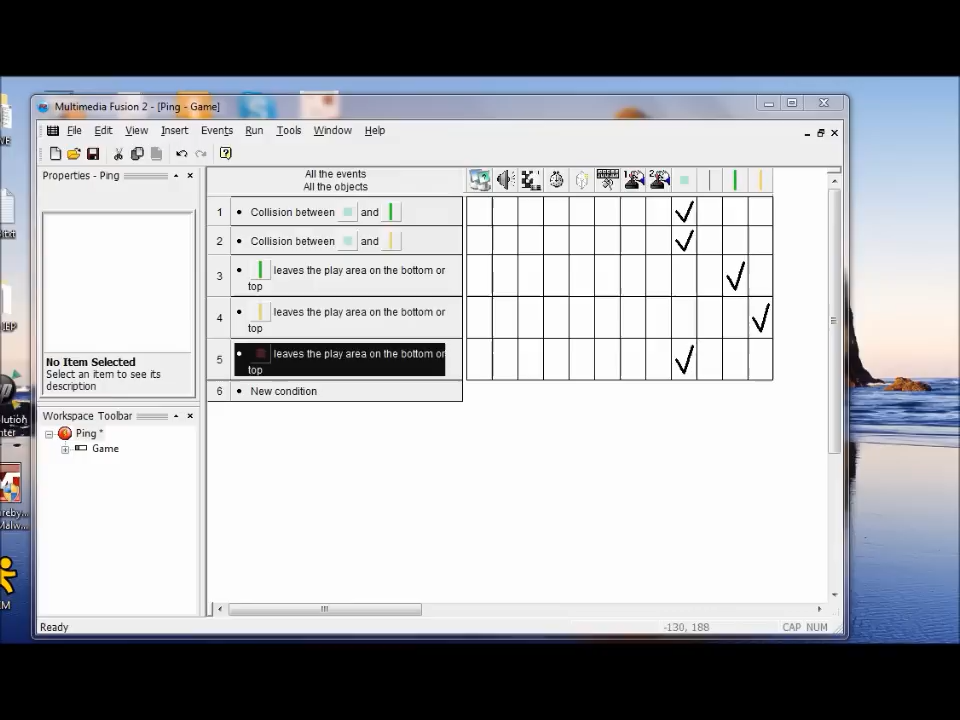 Multimedia Fusion 2 - [Ping - Game]
File Edit View Insert Events Run Tools Window Help
Properties - Ping
All the events
All the objects
1 • Collision between and
2 • Collision between and
3 • leaves the play area on the bottom or
top
4 • leaves the play area on the bottom or
top
5 • leaves the play area on the bottom or
top
6 • New condition
No Item Selected
Select an item to see its
description
Workspace Toolbar
Ping *
Game
Ready
-130, 188
CAP NUM